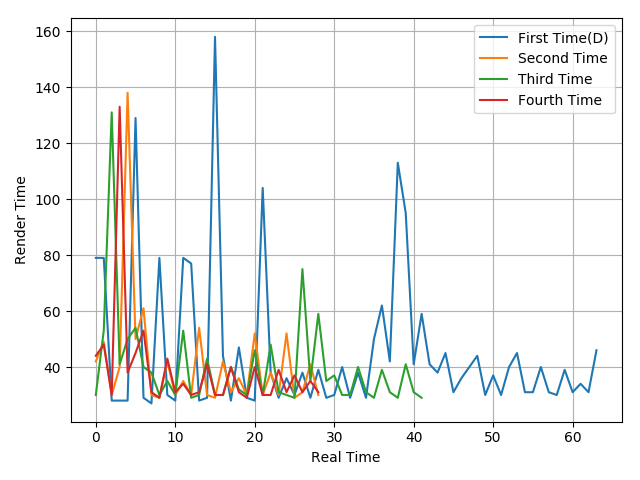 160
140
120
100
80
60
40
Render Time
0 10 20 30 40 50 60
Real Time
First Time(D)
Second Time
Third Time
Fourth Time